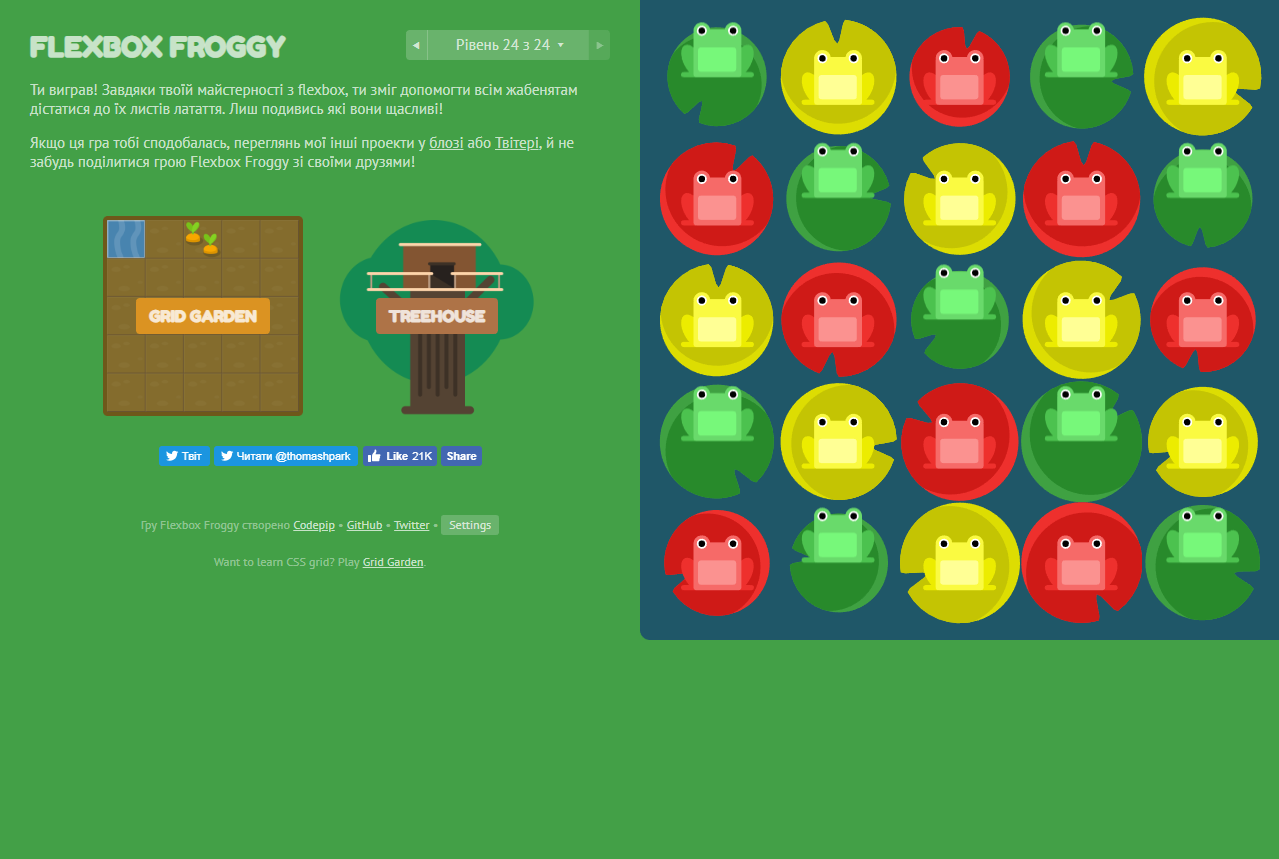 FLEXBOX FROGGY
Рівень 24 з 24
Ти виграв! Завдяки твоїй майстерності з flexbox, ти зміг допомогти всім жабенятам
дістатися до їх листів латаття. Лиш подивись які вони щасливі!
Якщо ця гра тобі сподобалась, переглянь мої інші проекти у блозі або Твітері, й не
забудь поділитися грою Flexbox Froggy зі своїми друзями!
GRID GARDEN
TREEHOUSE
Твіт
Читати @thomashpark
Like 21K
Share
Гру Flexbox Froggy створено Codepip • GitHub • Twitter • Settings
Want to learn CSS grid? Play Grid Garden.